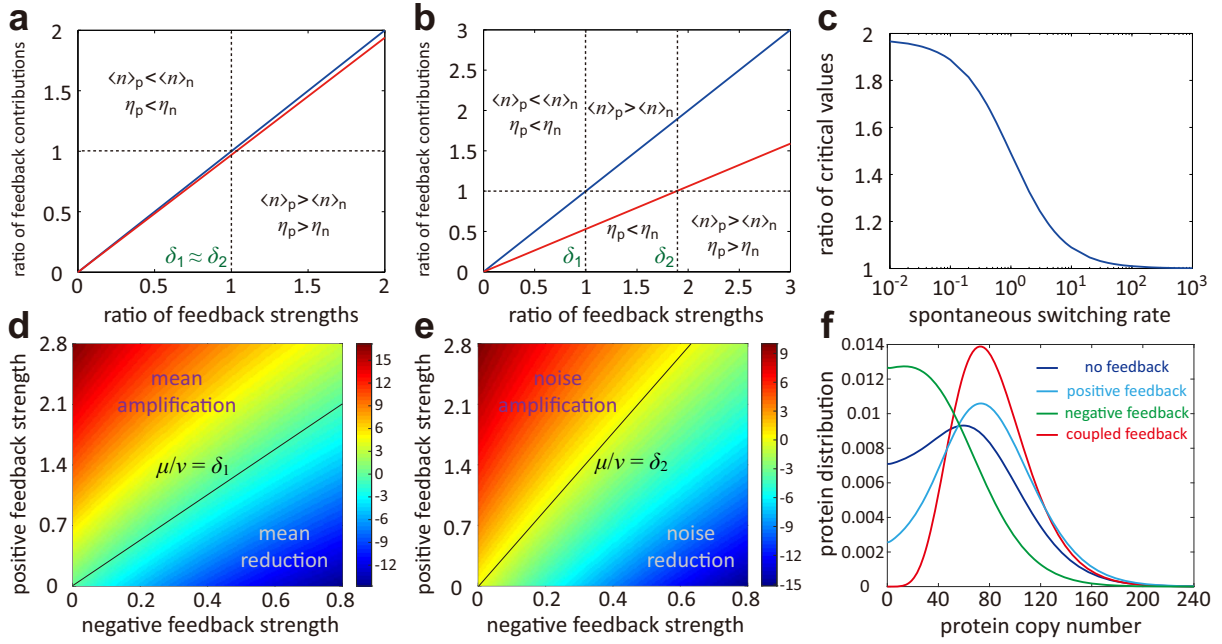 a
ratio of feedback contributions
2
1.5
1
0.5
0
⟨n⟩p<⟨n⟩n
ηp<ηn
⟨n⟩p>⟨n⟩n
ηp>ηn
δ1 ≈ δ2
0 0.5 1 1.5 2
ratio of feedback strengths
b
ratio of feedback contributions
3
2.5
2
1.5
1
0.5
0
⟨n⟩p<⟨n⟩n
ηp<ηn
⟨n⟩p>⟨n⟩n
ηp<ηn
⟨n⟩p>⟨n⟩n
ηp>ηn
δ1
δ2
0 0.5 1 1.5 2 2.5 3
ratio of feedback strengths
c
ratio of critical values
2
1.8
1.6
1.4
1.2
1
10-2 10-1 100 101 102 103
spontaneous switching rate
d
positive feedback strength
2.8
2.1
1.4
0.7
0
mean
amplification
μ/ν = δ1
mean
reduction
0 0.2 0.4 0.6 0.8
negative feedback strength
15
12
9
6
3
0
-3
-6
-9
-12
e
positive feedback strength
2.8
2.1
1.4
0.7
0
noise
amplification
μ/ν = δ2
noise
reduction
0 0.2 0.4 0.6 0.8
negative feedback strength
9
6
3
0
-3
-6
-9
-12
-15
f
protein distribution
0.014
0.012
0.01
0.008
0.006
0.004
0.002
0
no feedback
positive feedback
negative feedback
coupled feedback
0 40 80 120 160 200 240
protein copy number